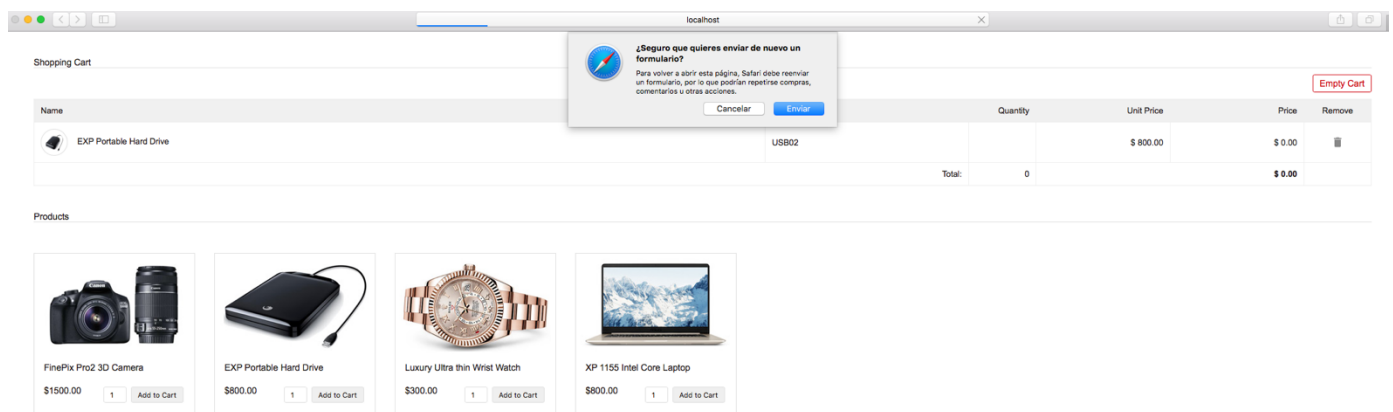 localhost
¿Seguro que quieres enviar de nuevo un
formulario?
Para volver a abrir esta página, Safari debe reenviar
un formulario, por lo que podrían repetirse compras,
comentarios u otras acciones.
Cancelar Enviar
Shopping Cart
Empty Cart
Name Quantity Unit Price Price Remove
EXP Portable Hard Drive USB02 $ 800.00 $ 0.00
Total: 0 $ 0.00
Products
Canon
FinePix Pro2 3D Camera EXP Portable Hard Drive Luxury Ultra thin Wrist Watch XP 1155 Intel Core Laptop
$1500.00 1 Add to Cart $800.00 1 Add to Cart $300.00 1 Add to Cart $800.00 1 Add to Cart